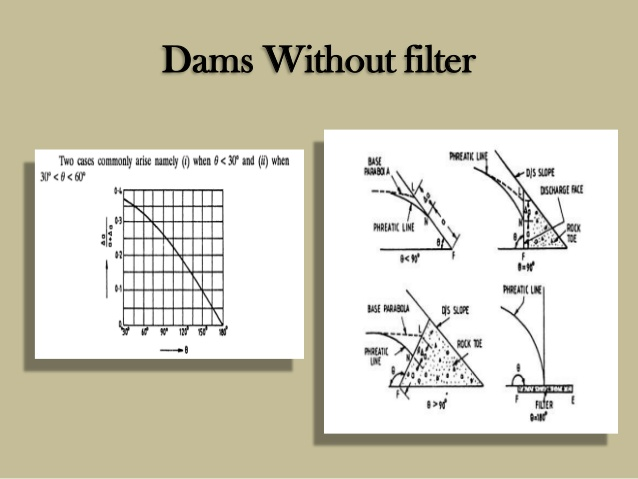 Dams Without filter
Two cases commonly arise namely (i) when θ < 30° and (ii) when
30° < θ < 60°
0·4
0·3
0·2
0·1
0
Δa
a+Δa
30°
60°
90°
120°
150°
180°
θ
BASE
PARABOLA
L
N
PHREATIC LINE
θ
F
θ<90°
PHREATIC LINE
D/S SLOPE
DISCHARGE FACE
L
N
θ
ROCK
TOE
F
θ=90°
BASE PARABOLA
D/S SLOPE
L
PHREATIC
LINE
N
ROCK TOE
θ
F
θ>90°
PHREATIC LINE
θ
F
FILTER
E
θ=180°